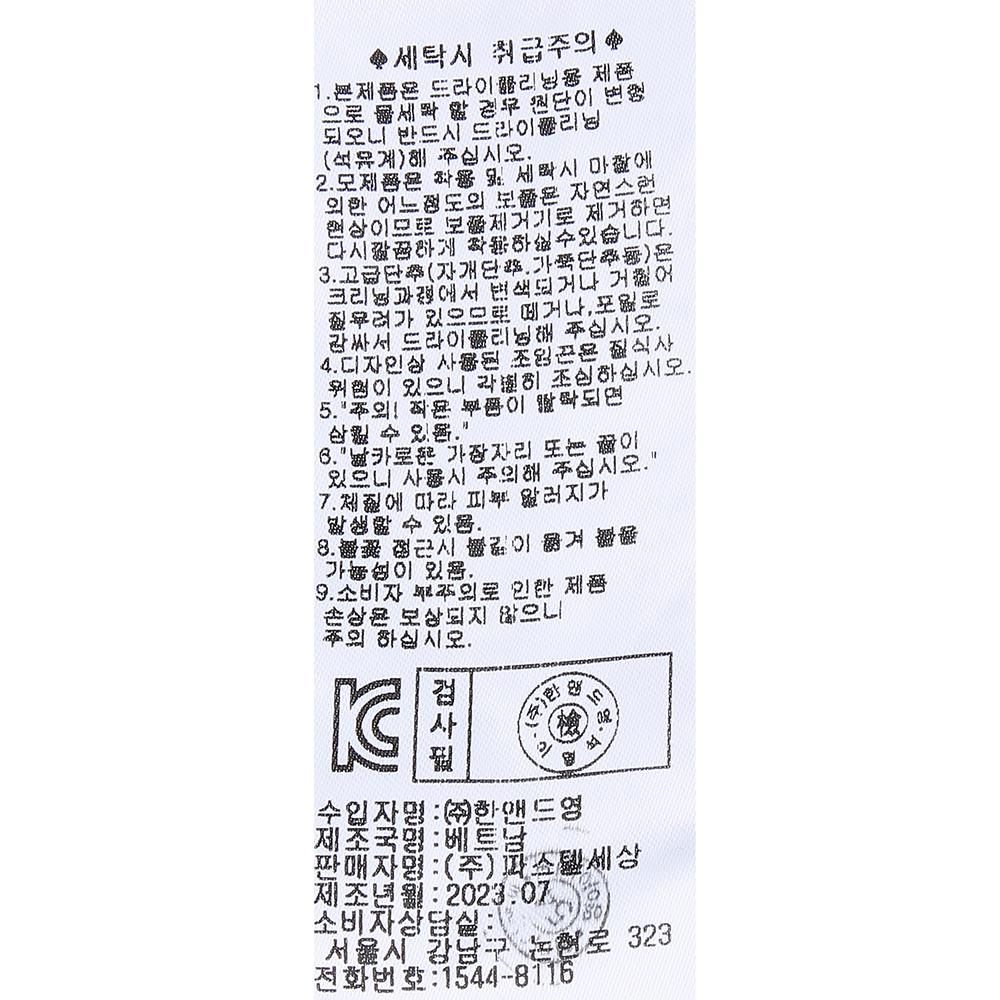 ♠세탁시 취급주의♠
1.본제품은 드라이클리닝용 제품
으로 물세탁 할 경우 원단이 변형
되오니 반드시 드라이클리닝
(석유계)해 주십시오.
2.모제품은 착용 및 세탁시 마찰에
의한 어느정도의 보풀은 자연스런
현상이므로 보풀제거기로 제거하면
다시깔끔하게 착용하실수있습니다.
3.고급단추(자개단추.가죽단추등)은
크리닝과정에서 변색되거나 거칠어
질우려가 있으므로 떼거나,포일로
감싸서 드라이클리닝해 주십시오.
4.디자인상 사용된 조임끈은 질식사
위험이 있으니 각별히 조심하십시오.
5."주의! 작은 부품이 탈락되면
삼킬 수 있음."
6."날카로운 가장자리 또는 끝이
있으니 사용시 주의해 주십시오."
7.체질에 따라 피부 알러지가
발생할 수 있음.
8.불꽃 접근시 불길이 옮겨 붙을
가능성이 있음.
9.소비자 부주의로 인한 제품
손상은 보상되지 않으니
주의 하십시오.
KC
검사필
(주)한앤드영
檢
수입자명:(주)한앤드영
제조국명:베트남
판매자명:(주)파스텔세상
제조년월:2023.07
소비자상담실:
서울시 강남구 논현로 323
전화번호:1544-8116